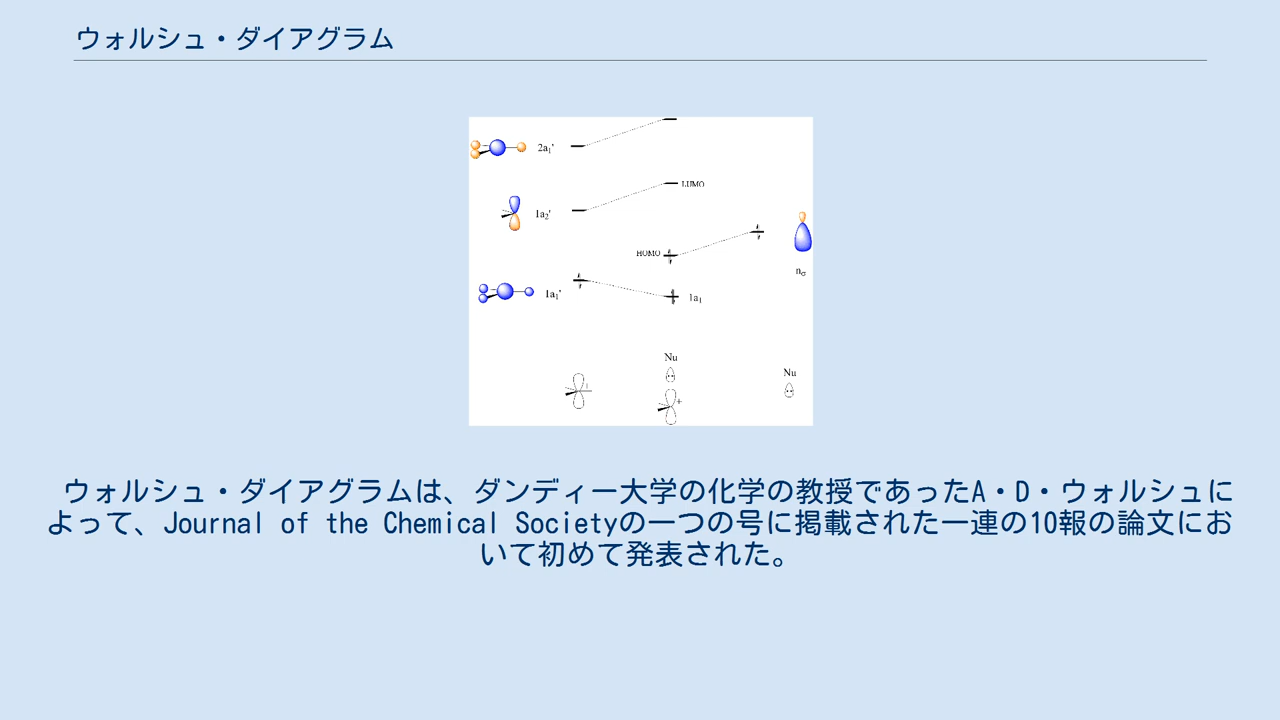 ウォルシュ・ダイアグラム
2a1'
LUMO
1a2'
HOMO
nσ
1a1'
1a1
Nu
Nu
+
+
ウォルシュ・ダイアグラムは、ダンディー大学の化学の教授であったA・D・ウォルシュに
よって、Journal of the Chemical Societyの一つの号に掲載された一連の10報の論文にお
いて初めて発表された。